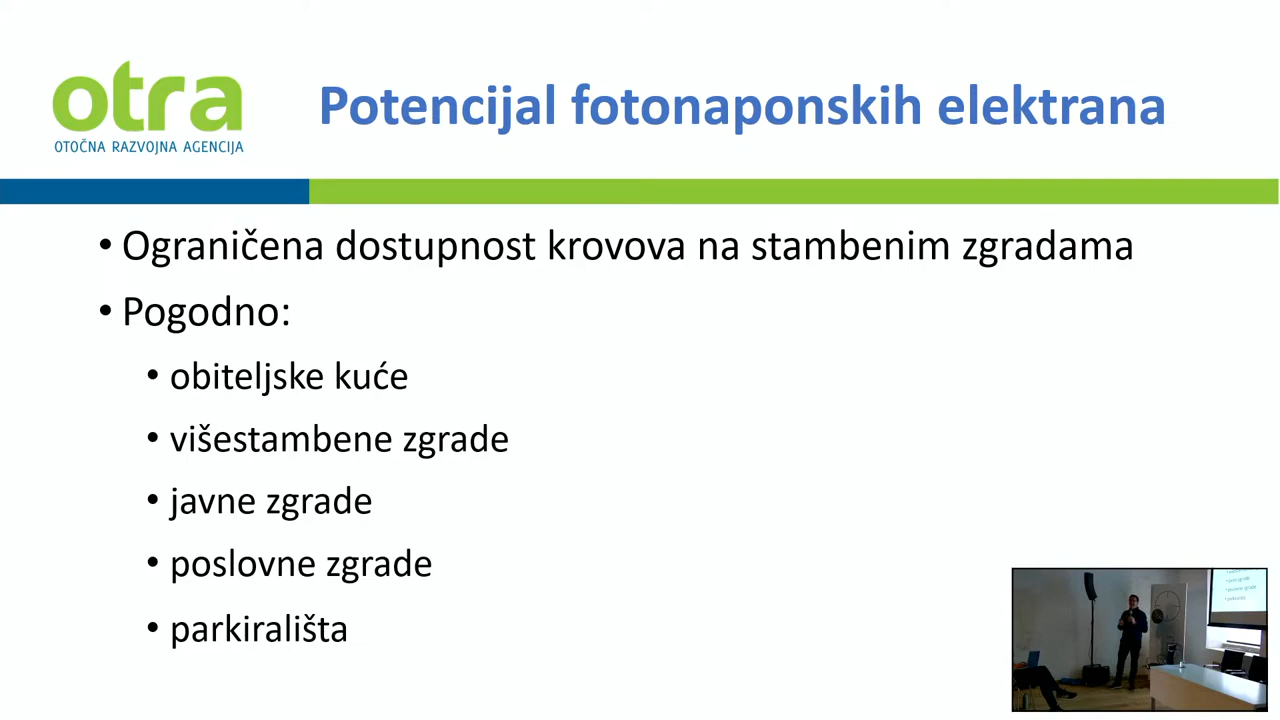 otra
OTOČNA RAZVOJNA AGENCIJA
Potencijal fotonaponskih elektrana
• Ograničena dostupnost krovova na stambenim zgradama
• Pogodno:
• obiteljske kuće
• višestambene zgrade
• javne zgrade
• poslovne zgrade
• parkirališta